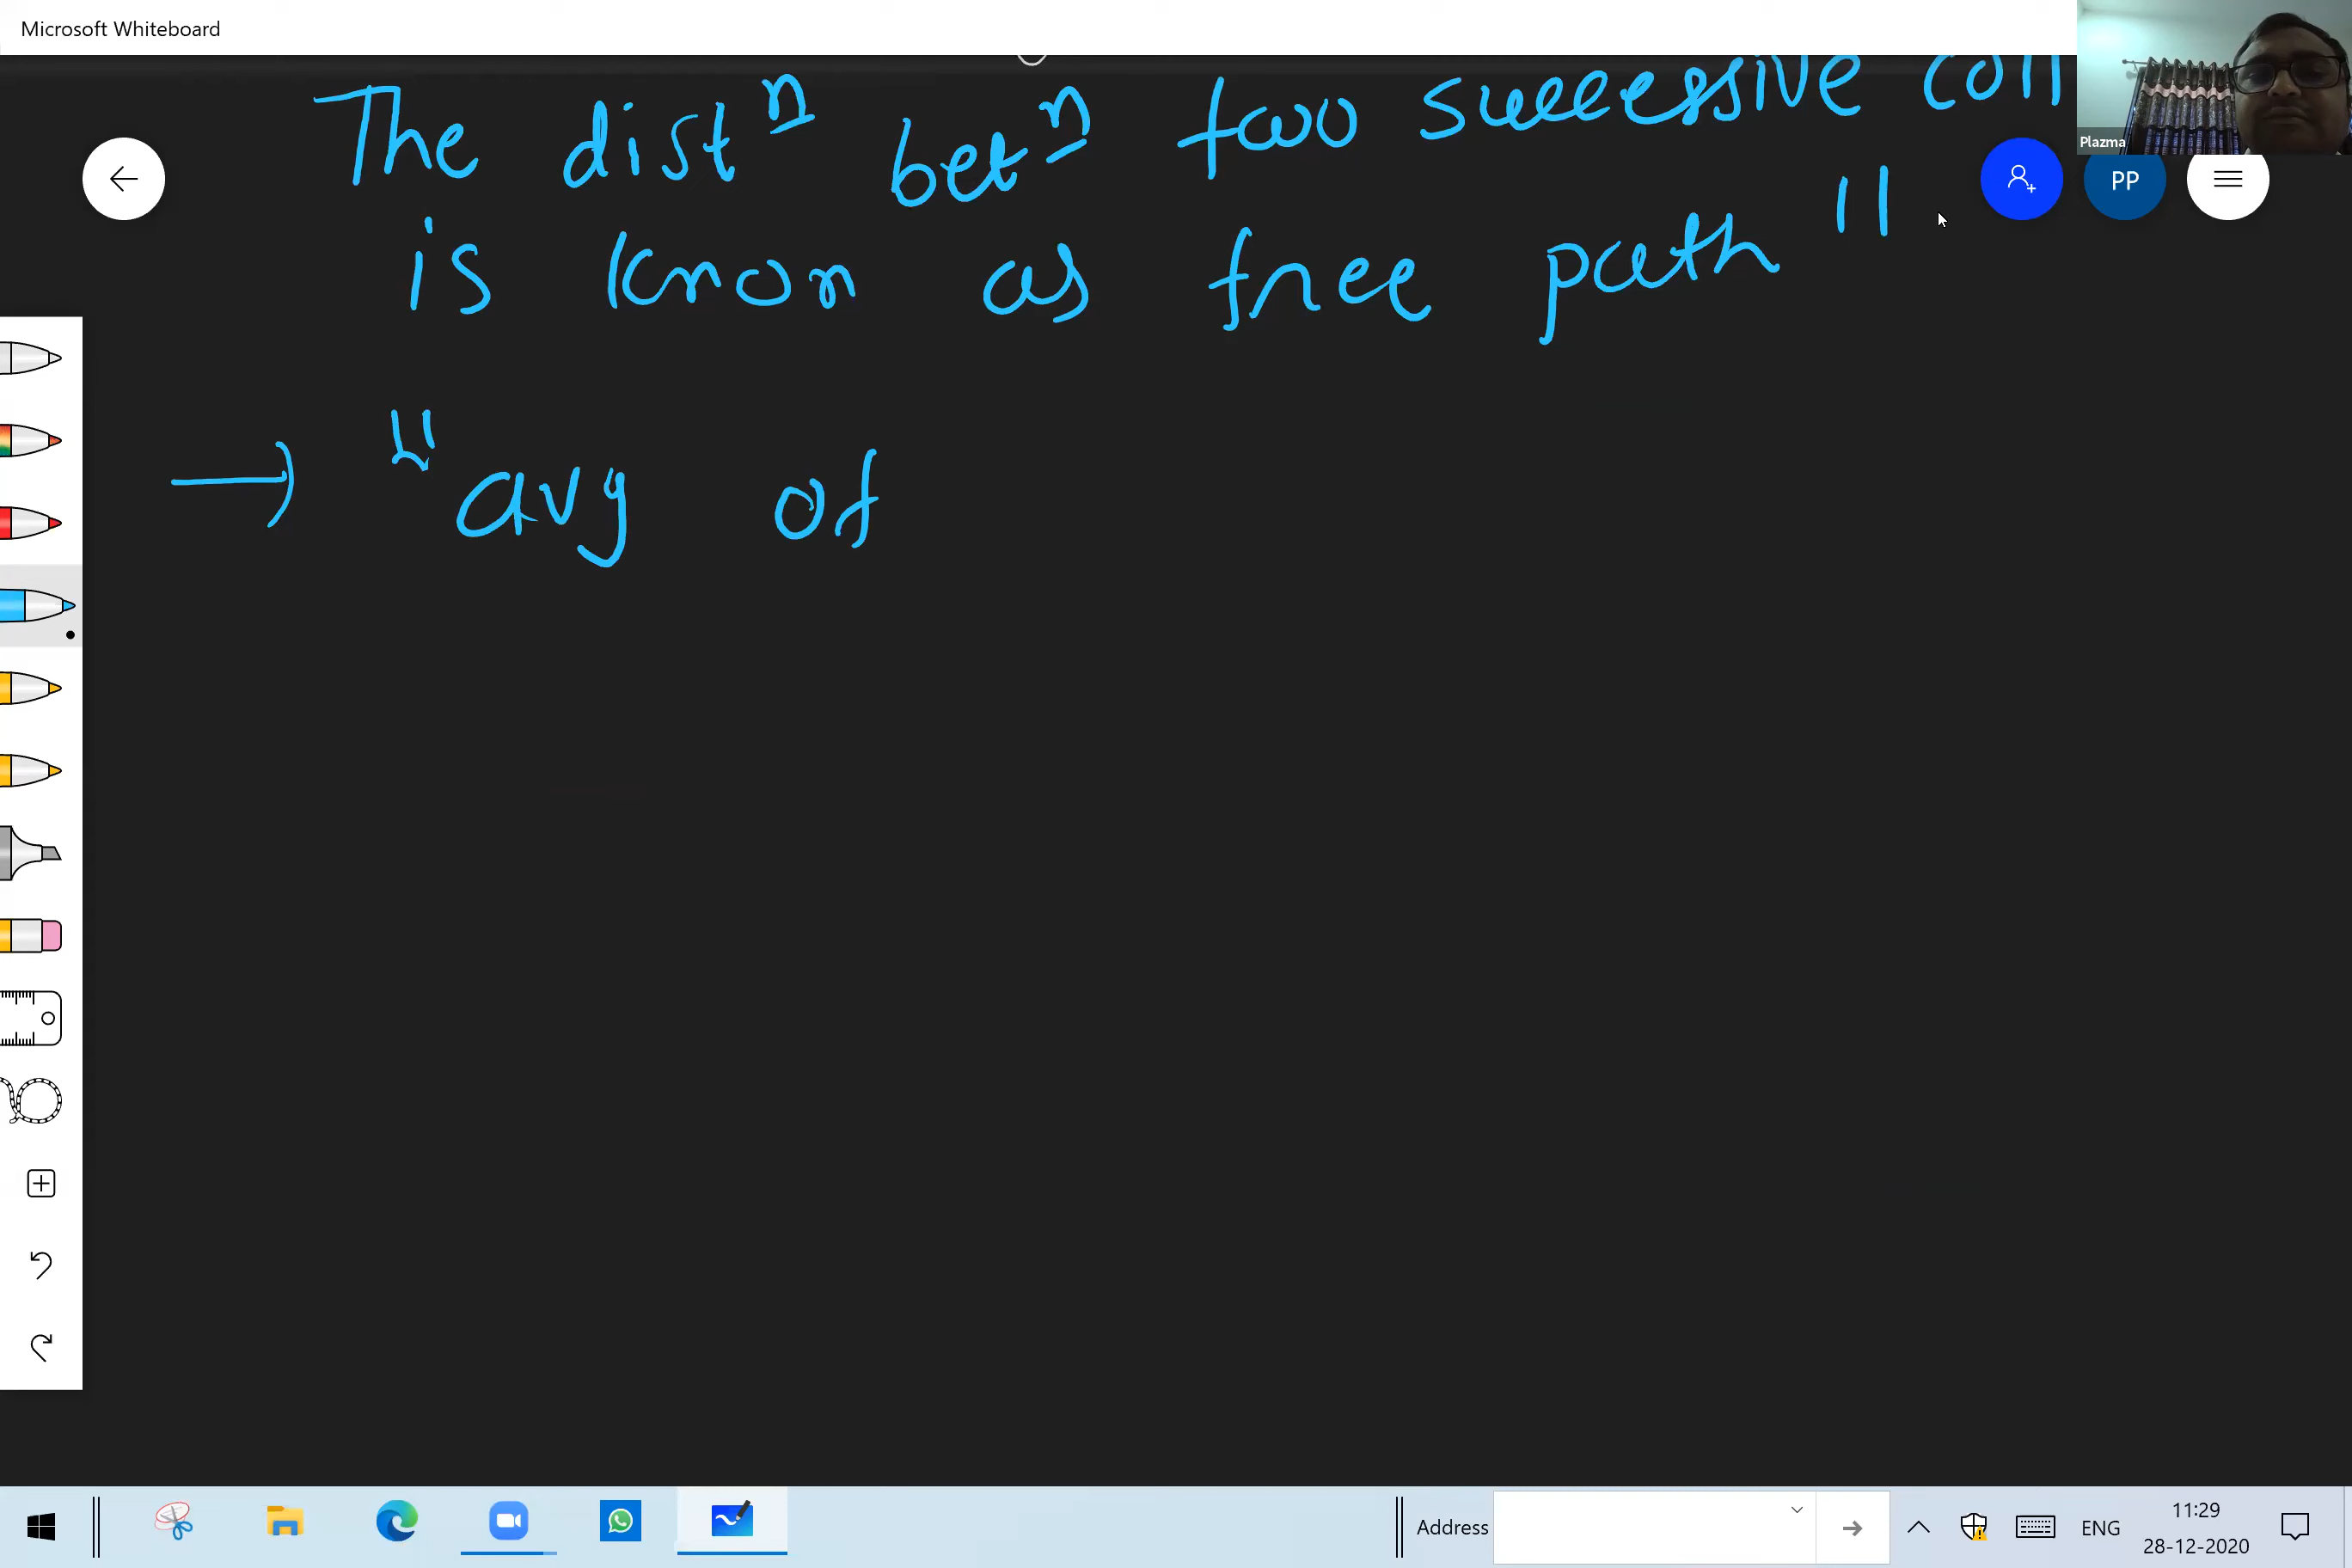 Microsoft Whiteboard
Plazma
The distn betn two successive coll
PP
is known as free path "
→ "avg of
Address
ENG
11:29
28-12-2020